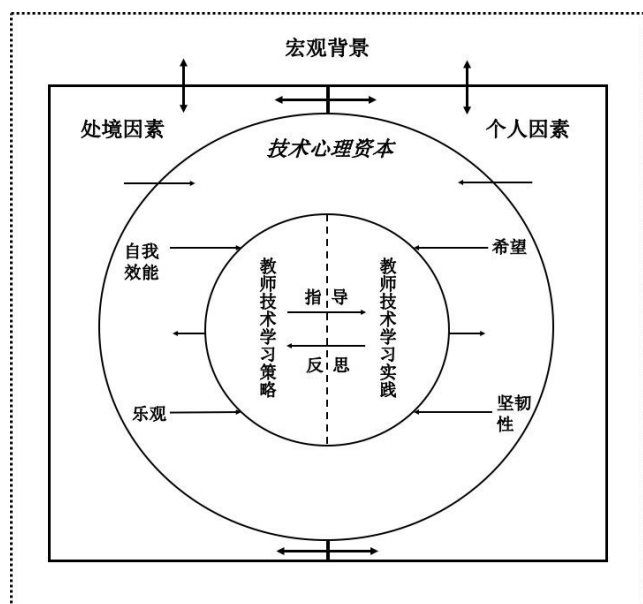 宏观背景
处境因素
个人因素
技术心理资本
自我
效能
希望
教师技术学习策略
指导
反思
教师技术学习实践
乐观
坚韧
性